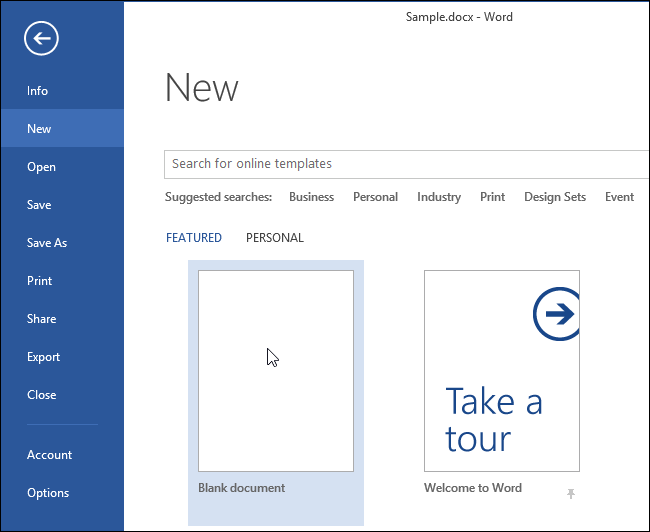 Sample.docx - Word
Info
New
Open
Save
Save As
Print
Share
Export
Close
Account
Options
New
Search for online templates
Suggested searches: Business Personal Industry Print Design Sets Event
FEATURED PERSONAL
Take a
tour
Blank document
Welcome to Word